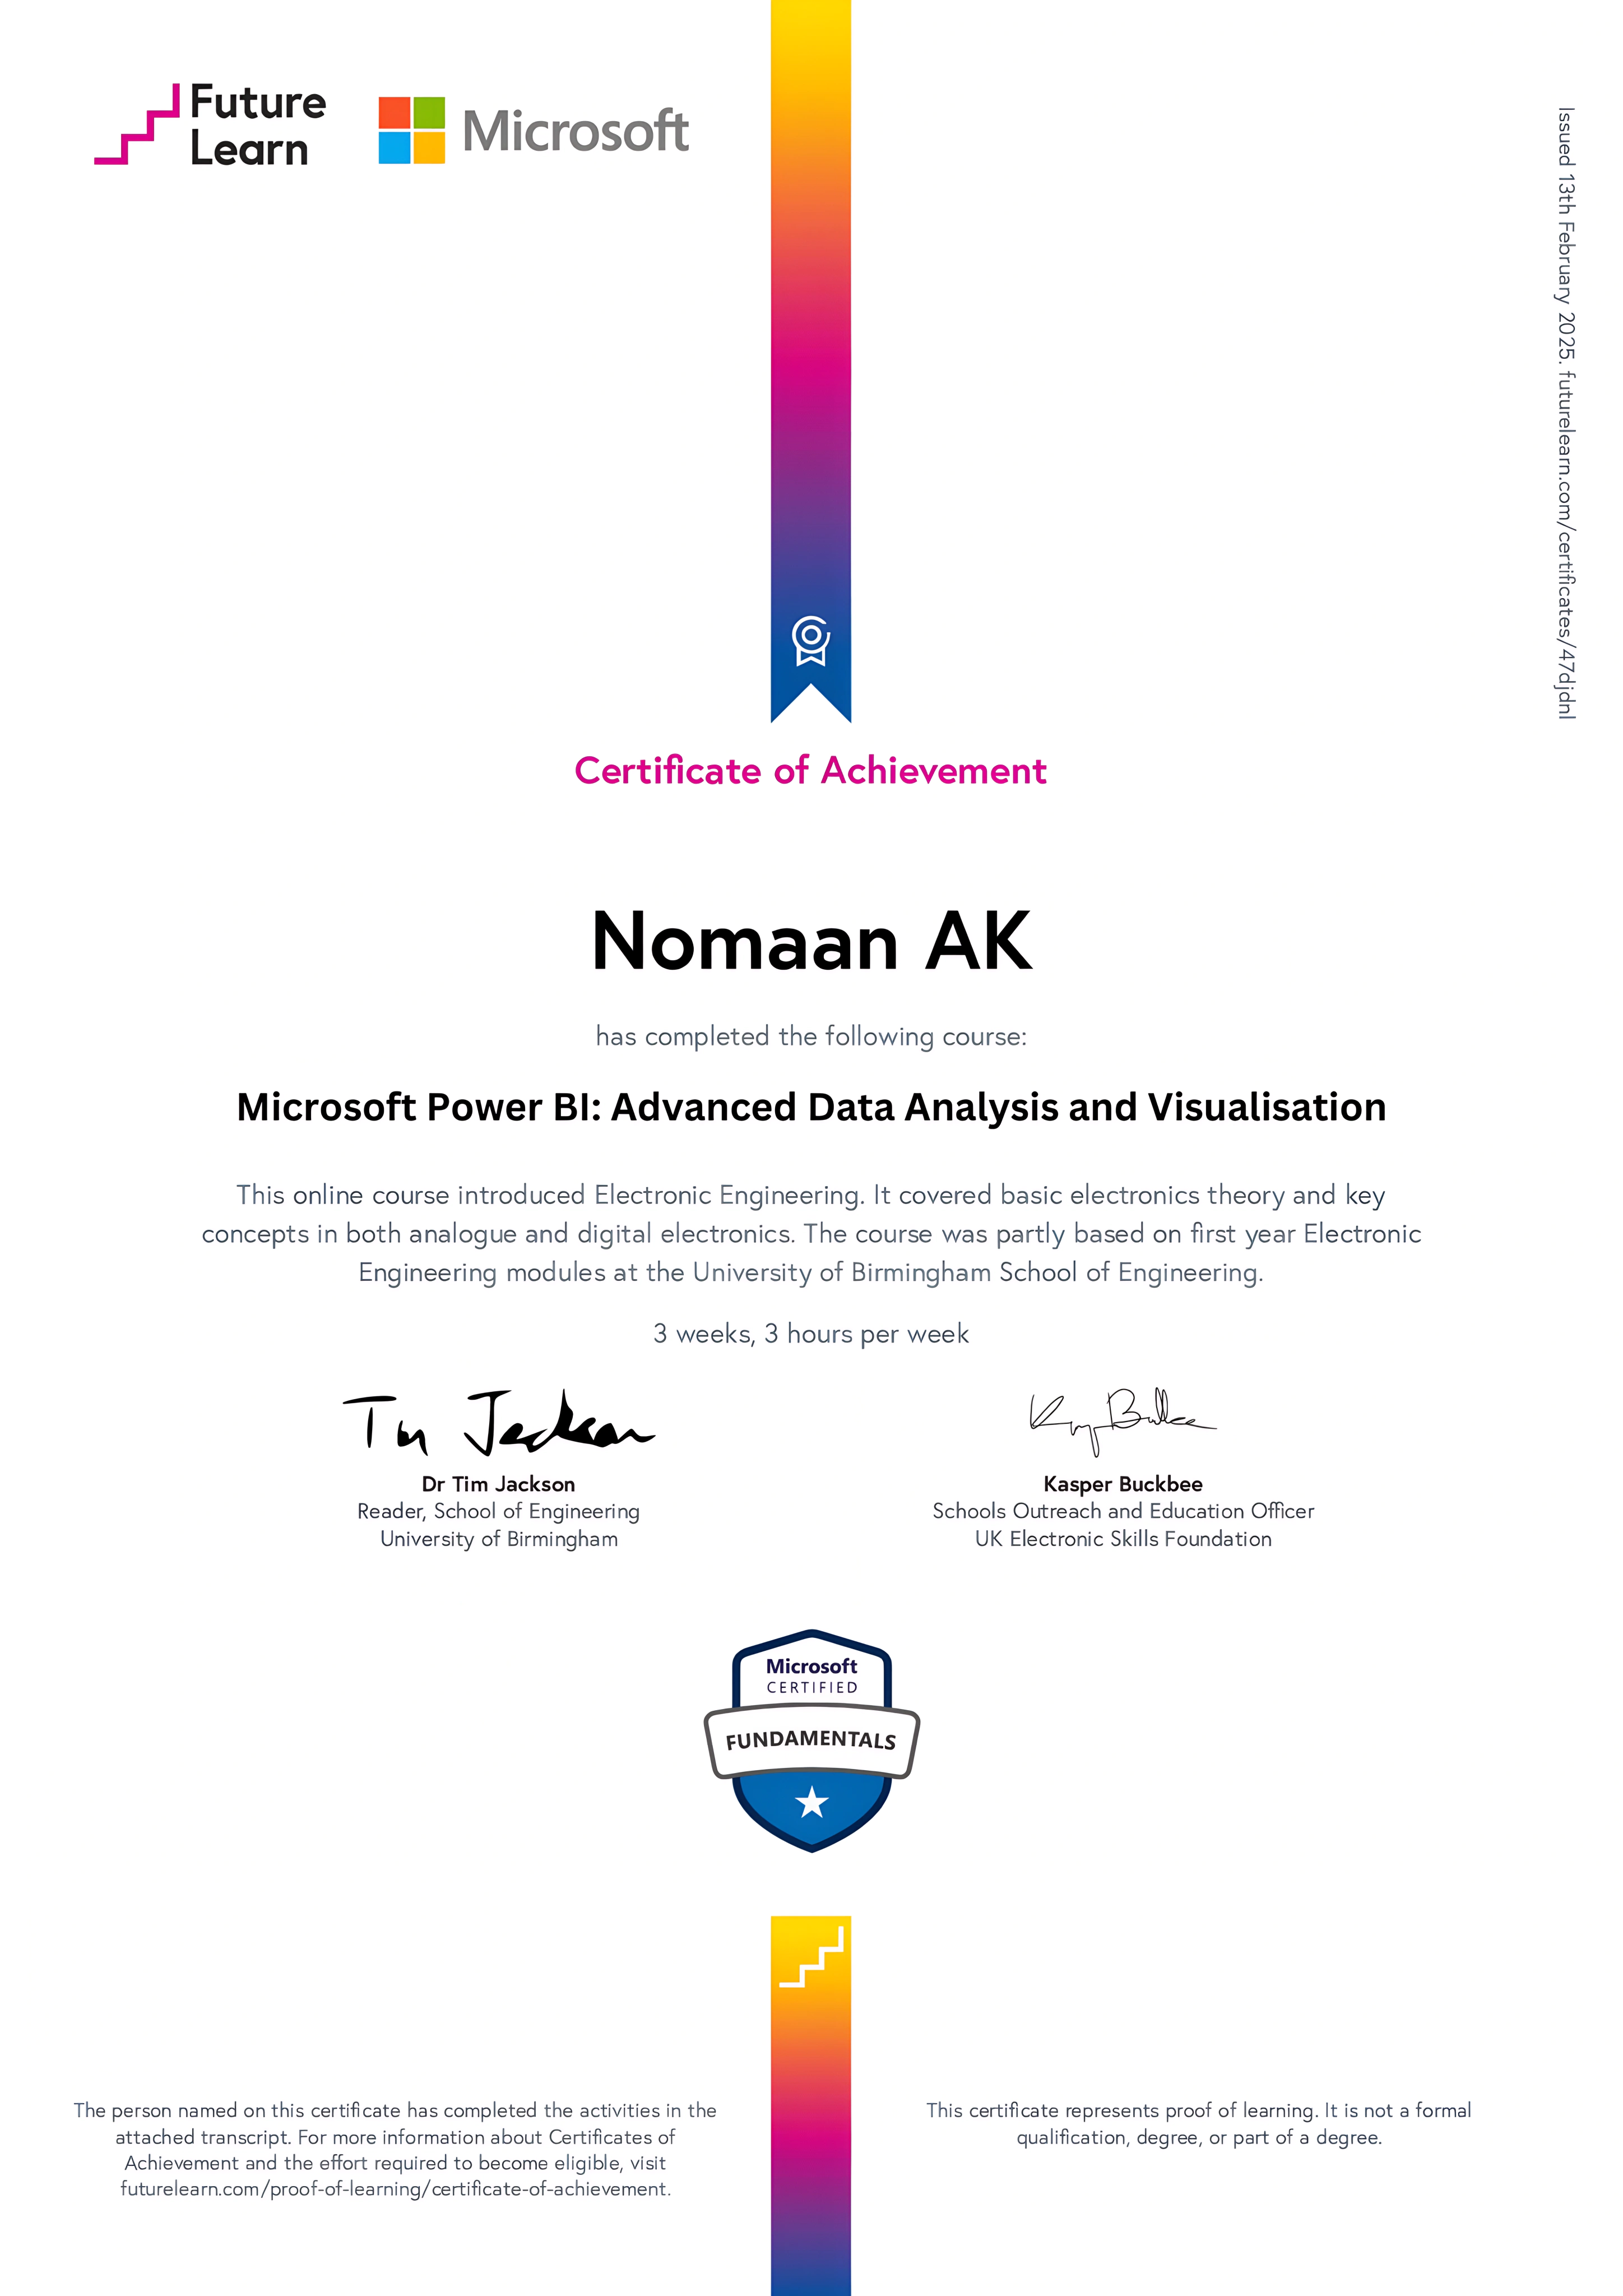 Future
Learn
Microsoft
Issued 13th February 2025. futurelearn.com/certificates/47djdnl
Certificate of Achievement
Nomaan AK
has completed the following course:
Microsoft Power BI: Advanced Data Analysis and Visualisation
This online course introduced Electronic Engineering. It covered basic electronics theory and key
concepts in both analogue and digital electronics. The course was partly based on first year Electronic
Engineering modules at the University of Birmingham School of Engineering.
3 weeks, 3 hours per week
Tim Jackson
Dr Tim Jackson
Reader, School of Engineering
University of Birmingham
Kasper Buckbee
Schools Outreach and Education Officer
UK Electronic Skills Foundation
Microsoft
CERTIFIED
FUNDAMENTALS
The person named on this certificate has completed the activities in the
attached transcript. For more information about Certificates of
Achievement and the effort required to become eligible, visit
futurelearn.com/proof-of-learning/certificate-of-achievement.
This certificate represents proof of learning. It is not a formal
qualification, degree, or part of a degree.